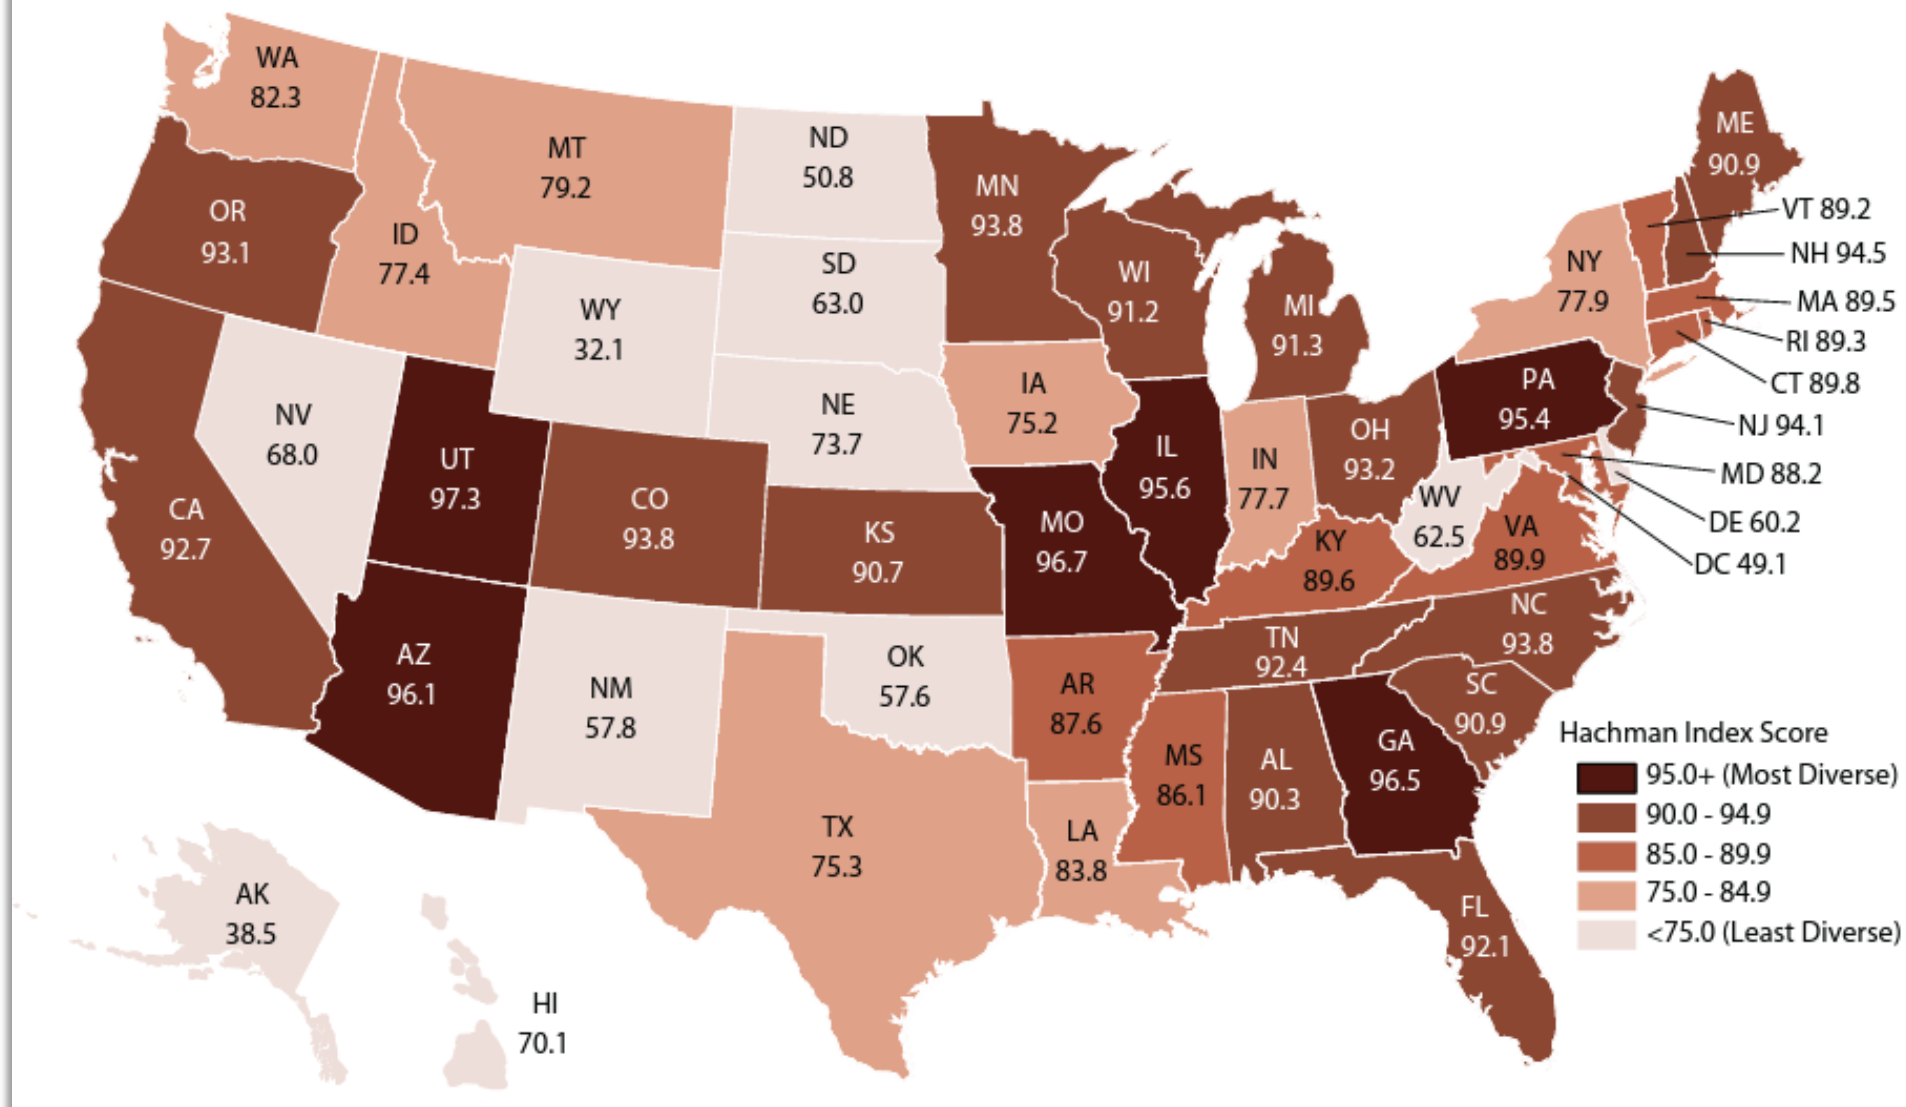 WA
82.3
MT
79.2
ND
50.8
MN
93.8
ME
90.9
OR
93.1
ID
77.4
WY
32.1
SD
63.0
WI
91.2
MI
91.3
NY
77.9
VT 89.2
NH 94.5
MA 89.5
RI 89.3
CT 89.8
NJ 94.1
MD 88.2
DE 60.2
DC 49.1
NV
68.0
UT
97.3
CO
93.8
NE
73.7
IA
75.2
IL
95.6
IN
77.7
OH
93.2
PA
95.4
WV
62.5
VA
89.9
CA
92.7
KS
90.7
MO
96.7
KY
89.6
NC
93.8
TN
92.4
SC
90.9
AZ
96.1
NM
57.8
OK
57.6
AR
87.6
MS
86.1
AL
90.3
GA
96.5
TX
75.3
LA
83.8
FL
92.1
AK
38.5
HI
70.1
Hachman Index Score
95.0+ (Most Diverse)
90.0 - 94.9
85.0 - 89.9
75.0 - 84.9
<75.0 (Least Diverse)